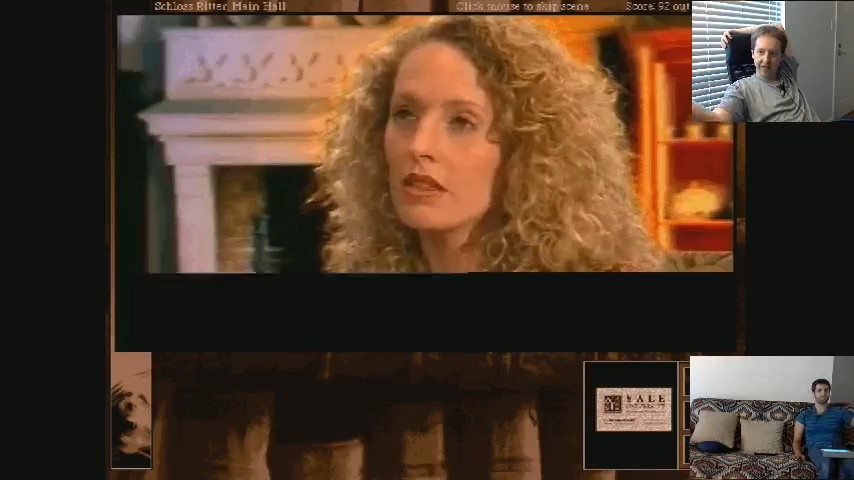 Schloss Ritter, Main Hall
Click mouse to skip scene
Score: 92 out
YALE